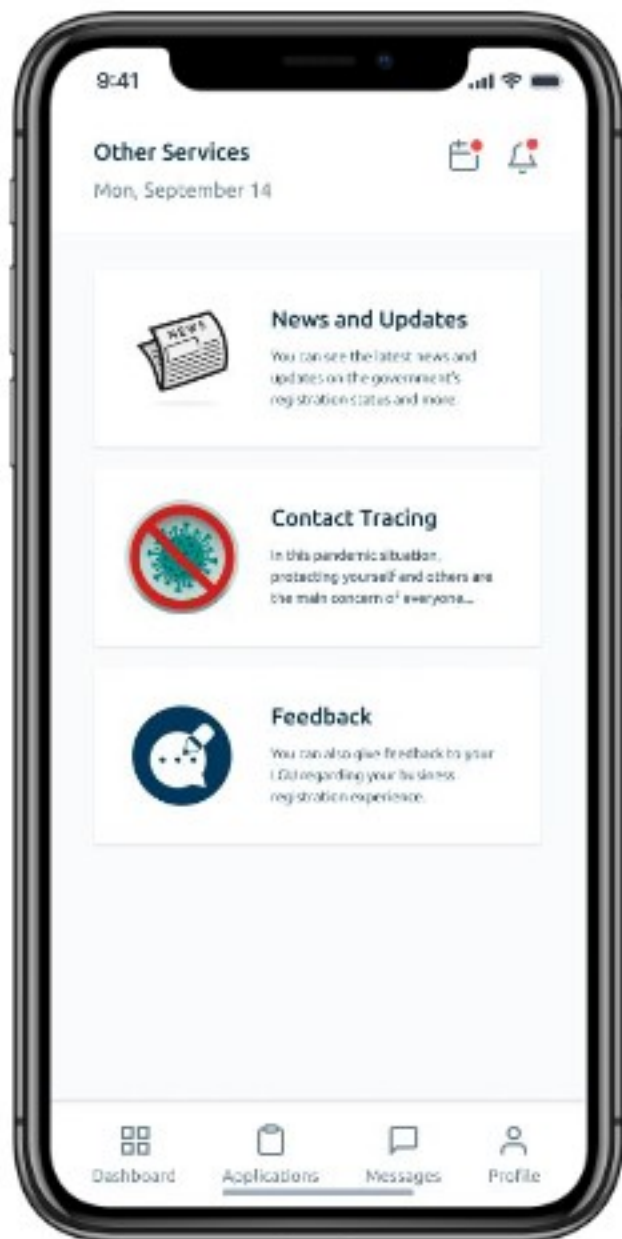 9:41
Other Services
Mon, September 14
NEWS
News and Updates
You can see the latest news and
updates on the government's
registration status and more.
Contact Tracing
In this pandemic situation,
protecting yourself and others are
the main concern of everyone...
Feedback
You can also give feedback to your
LGU regarding your business
registration experience.
Dashboard
Applications
Messages
Profile